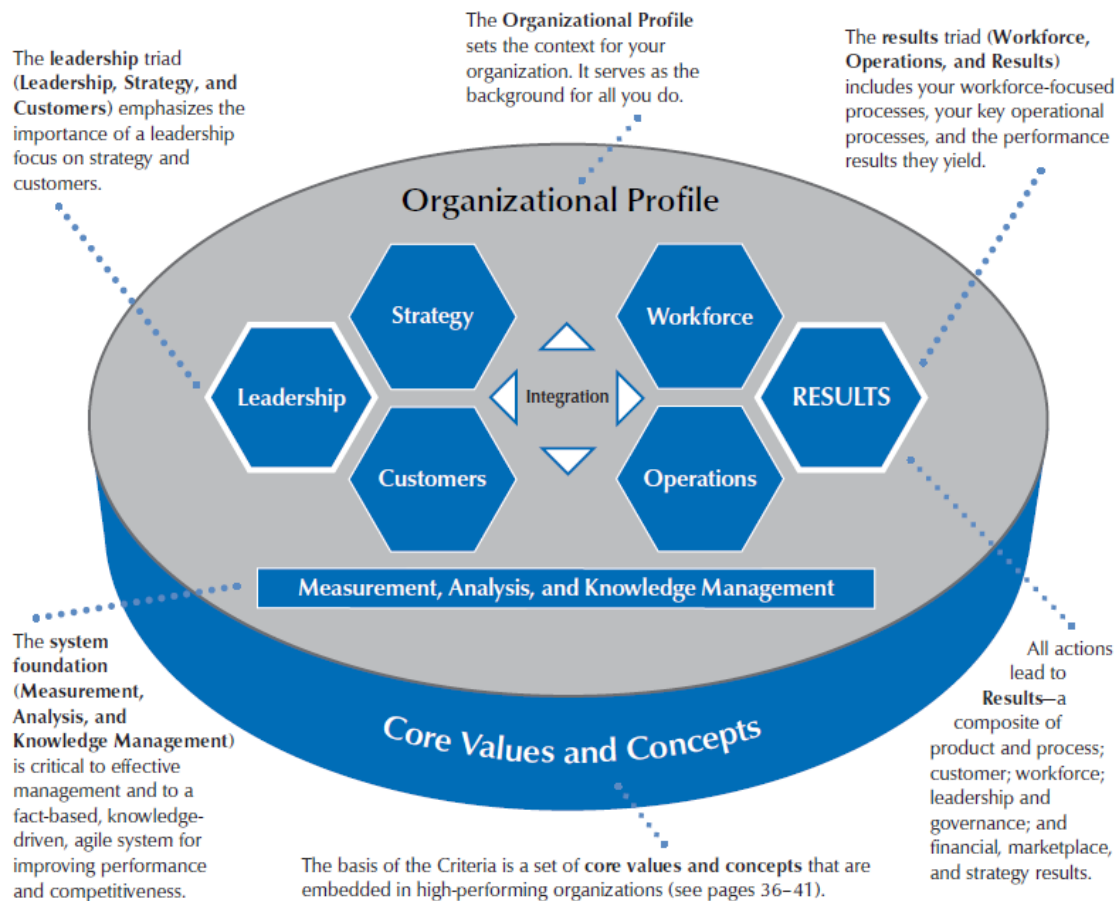 The Organizational Profile
sets the context for your
organization. It serves as the
background for all you do.
The leadership triad
(Leadership, Strategy, and
Customers) emphasizes the
importance of a leadership
focus on strategy and
customers.
The results triad (Workforce,
Operations, and Results)
includes your workforce-focused
processes, your key operational
processes, and the performance
results they yield.
Organizational Profile
Strategy
Workforce
Leadership
Integration
RESULTS
Customers
Operations
Measurement, Analysis, and Knowledge Management
Core Values and Concepts
The system
foundation
(Measurement,
Analysis, and
Knowledge Management)
is critical to effective
management and to a
fact-based, knowledge-
driven, agile system for
improving performance
and competitiveness.
All actions
lead to
Results—a
composite of
product and process;
customer; workforce;
leadership and
governance; and
financial, marketplace,
and strategy results.
The basis of the Criteria is a set of core values and concepts that are
embedded in high-performing organizations (see pages 36–41).